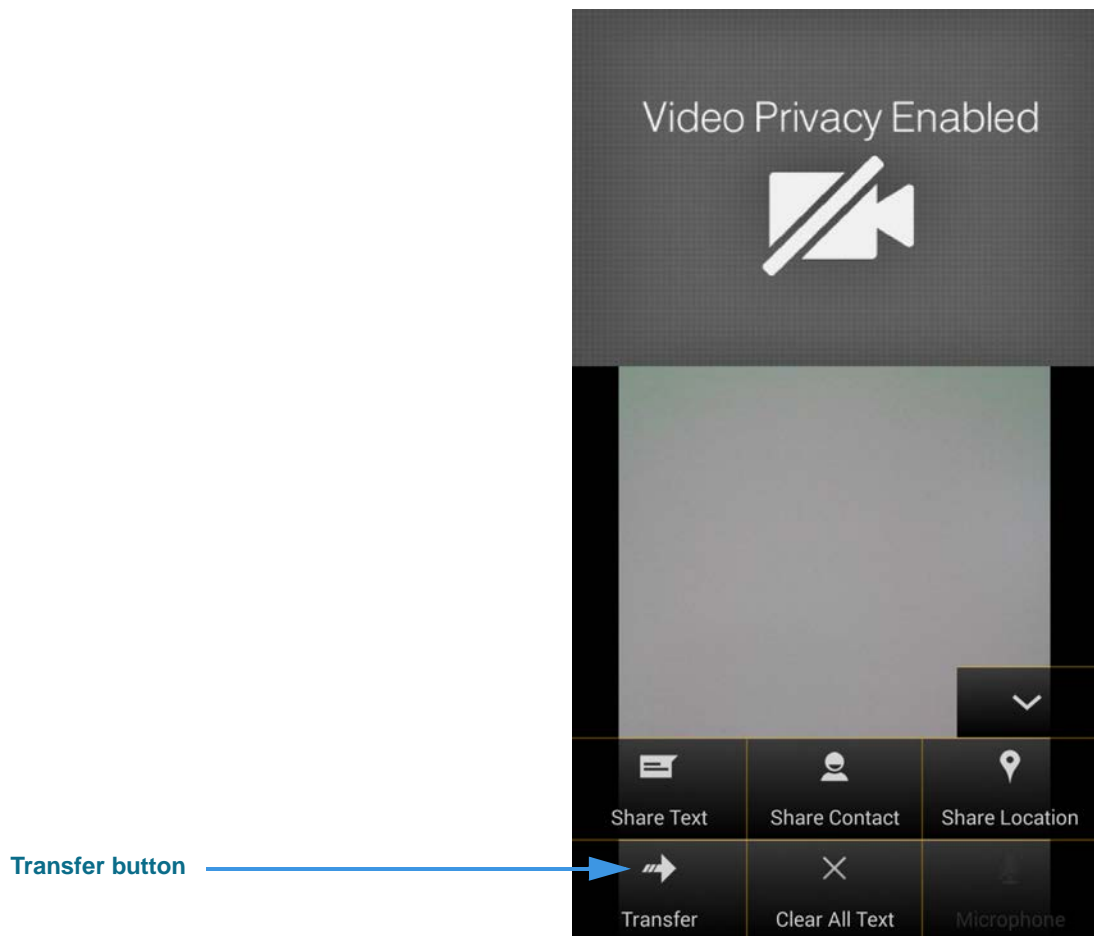 Video Privacy Enabled
Share Text
Share Contact
Share Location
Transfer button
Transfer
Clear All Text
Microphone